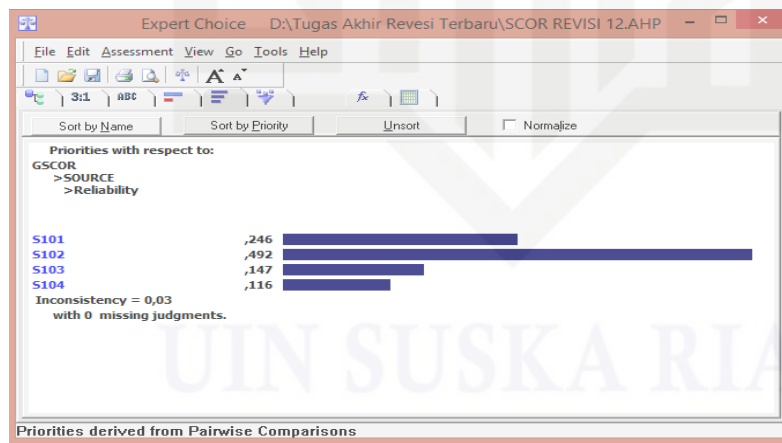 Expert Choice D:\Tugas Akhir Revesi Terbaru\SCOR REVISI 12.AHP
File Edit Assessment View Go Tools Help
A A
3:1 ABC fx
Sort by Name Sort by Priority Unsort Normalize
Priorities with respect to:
GSCOR
>SOURCE
>Reliability
S101 ,246
S102 ,492
S103 ,147
S104 ,116
Inconsistency = 0,03
with 0 missing judgments.
UIN SUSKA RIA
Priorities derived from Pairwise Comparisons